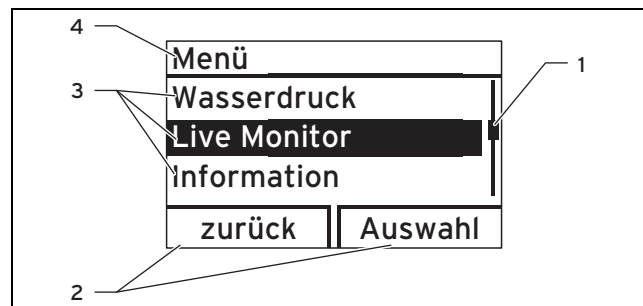 4
Menü
1
3
Wasserdruck
Live Monitor
Information
zurück Auswahl
2